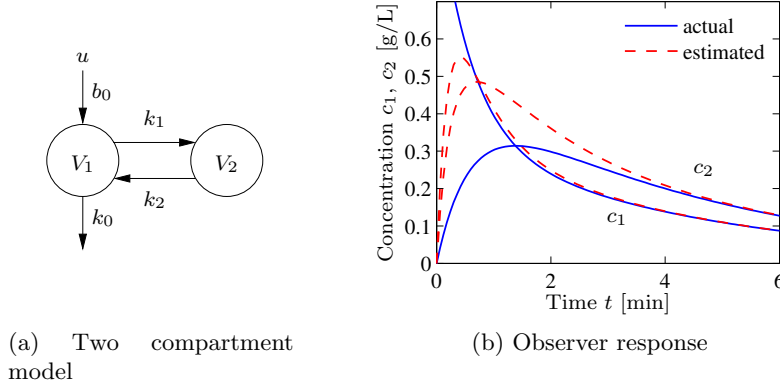 u
b₀
k₁
V₁
V₂
k₂
k₀
(a) Two compartment
model
Concentration c₁, c₂ [g/L]
0.6
0.5
0.4
0.3
0.2
0.1
0
0
2
4
6
actual
estimated
c₂
c₁
Time t [min]
(b) Observer response